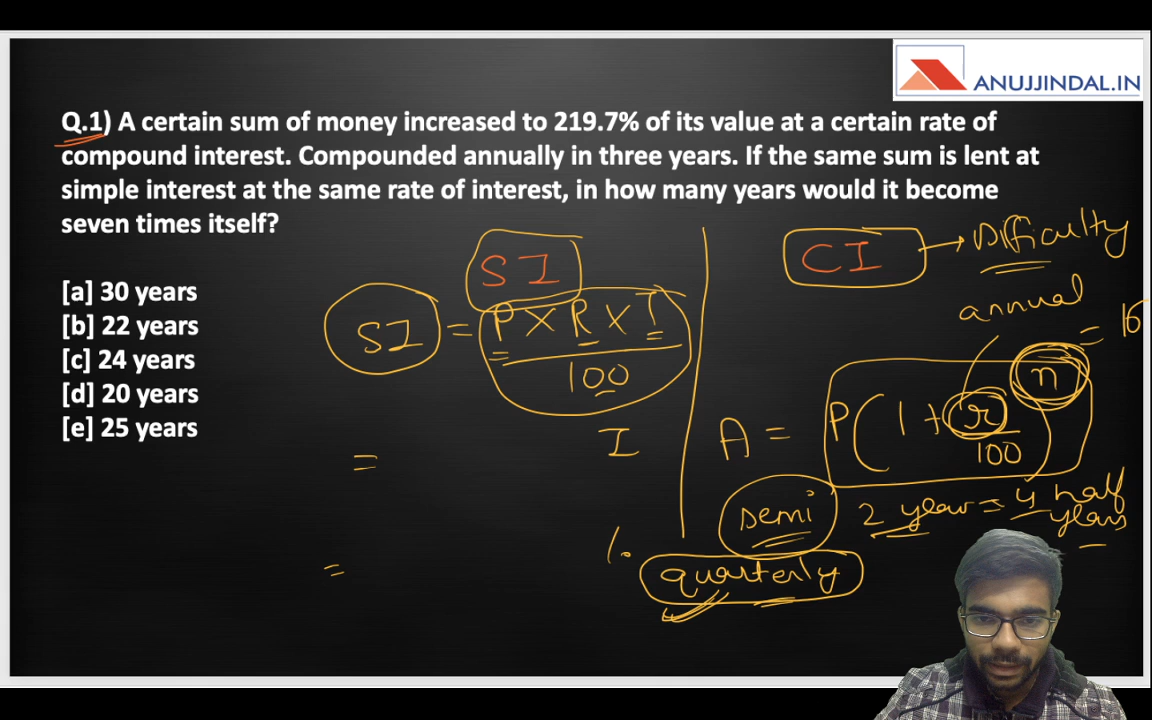 ANUJJINDAL.IN
Q.1) A certain sum of money increased to 219.7% of its value at a certain rate of
compound interest. Compounded annually in three years. If the same sum is lent at
simple interest at the same rate of interest, in how many years would it become
seven times itself?
[a] 30 years
[b] 22 years
[c] 24 years
[d] 20 years
[e] 25 years
SI
SI = P × R × T
100
I
=
=
%
CI → Difficulty
annual
A = P ( 1 + r
100 ) n = 16
semi 2 year = 4 half
years
quarterly